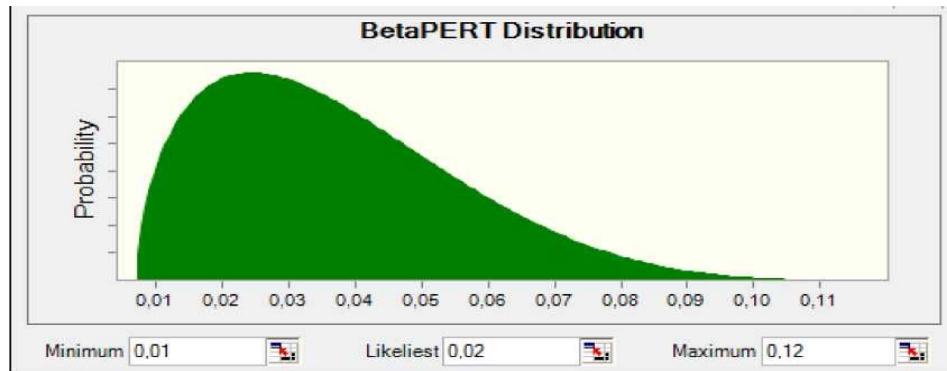 BetaPERT Distribution
Probability
0,01 0,02 0,03 0,04 0,05 0,06 0,07 0,08 0,09 0,10 0,11
Minimum 0,01 Likeliest 0,02 Maximum 0,12